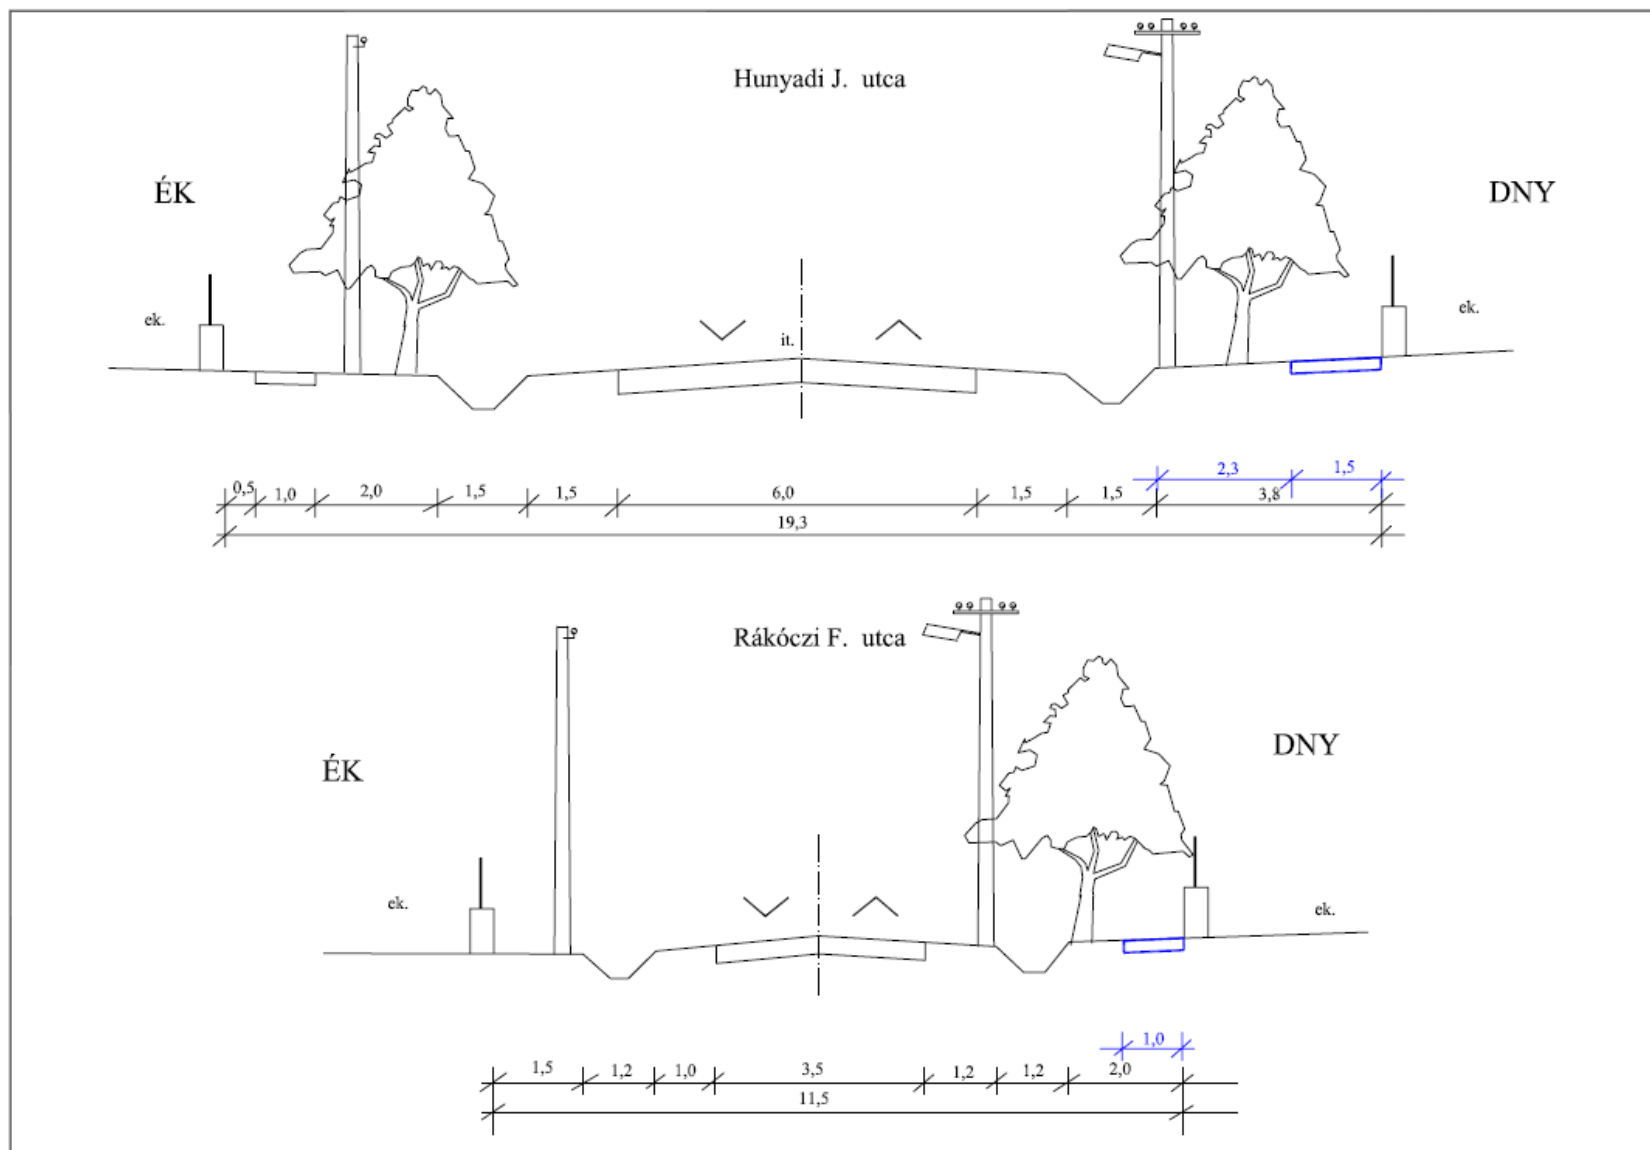 Hunyadi J. utca
ÉK
DNY
ek.
it.
ek.
2,3 1,5
0,5 1,0 2,0 1,5 1,5 6,0 1,5 1,5 3,8
19,3
Rákóczi F. utca
ÉK
DNY
ek.
ek.
1,0
1,5 1,2 1,0 3,5 1,2 1,2 2,0
11,5